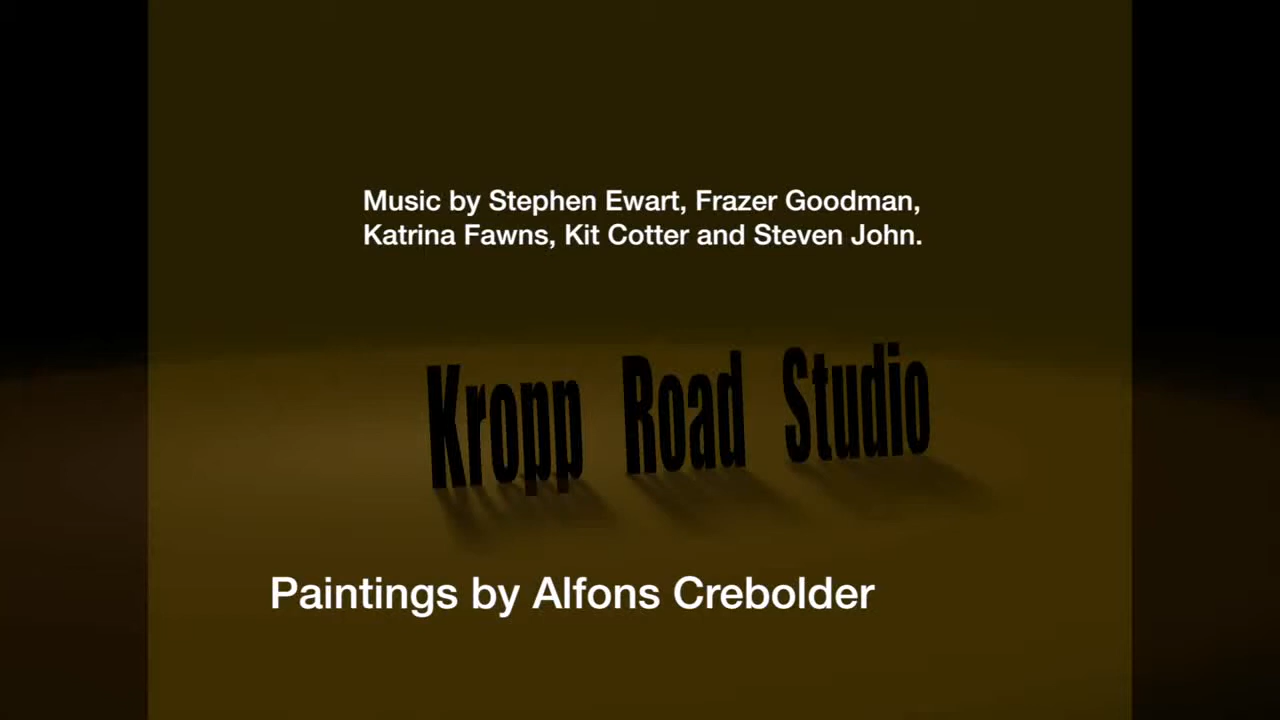 Music by Stephen Ewart, Frazer Goodman,
Katrina Fawns, Kit Cotter and Steven John.
Kropp Road Studio
Paintings by Alfons Crebolder